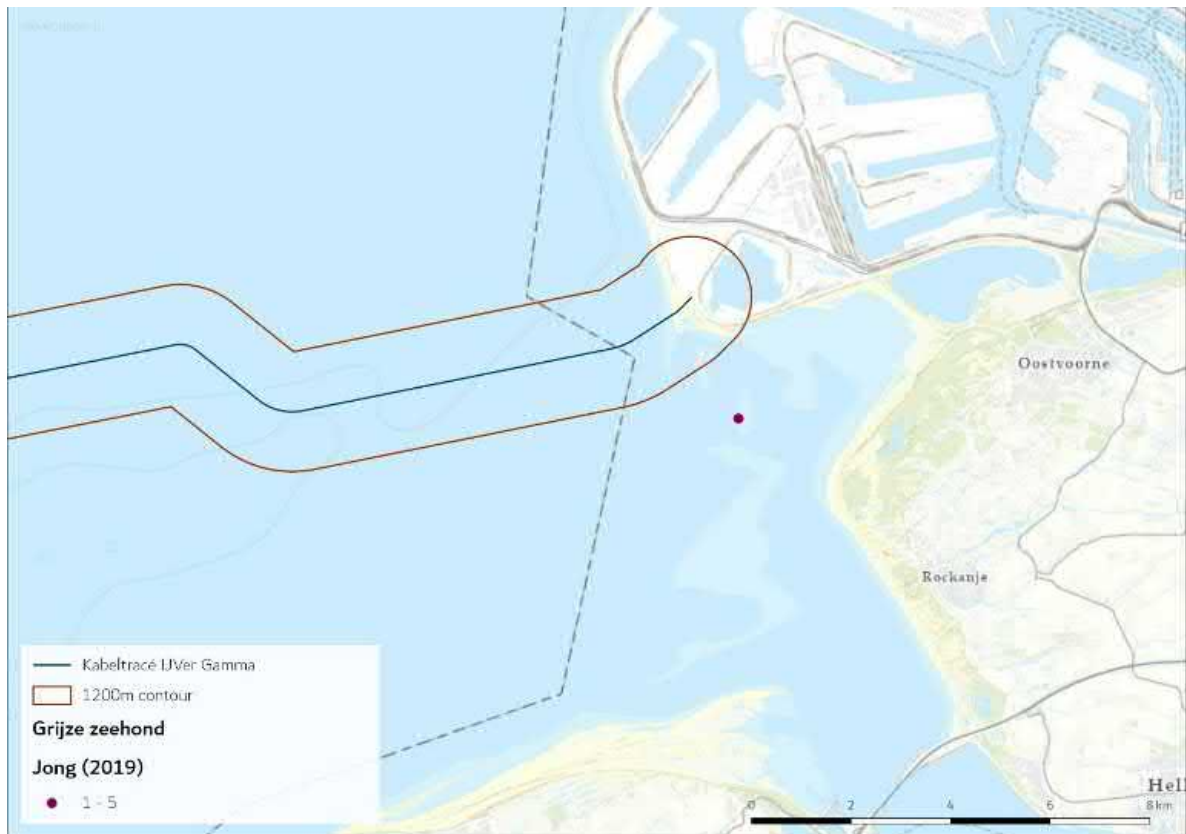 Oostvoorne
Rockanje
Kabeltracé IJVer Gamma
1200m contour
Grijze zeehond
Jong (2019)
1 - 5
Hell
0 2 4 6 8 km